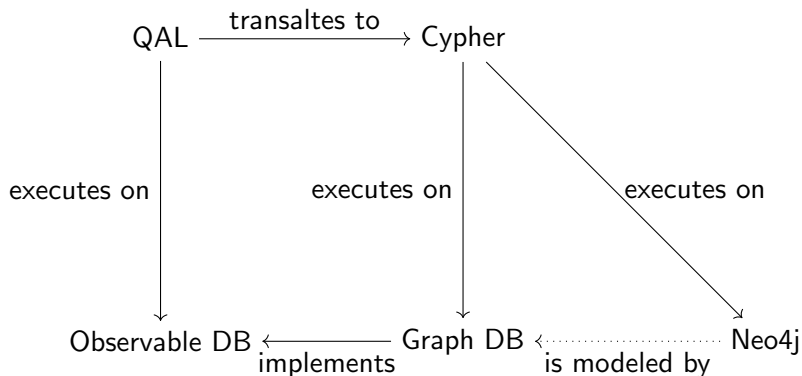 transaltes to
QAL
Cypher
executes on
executes on
executes on
Observable DB
Graph DB
Neo4j
implements
is modeled by